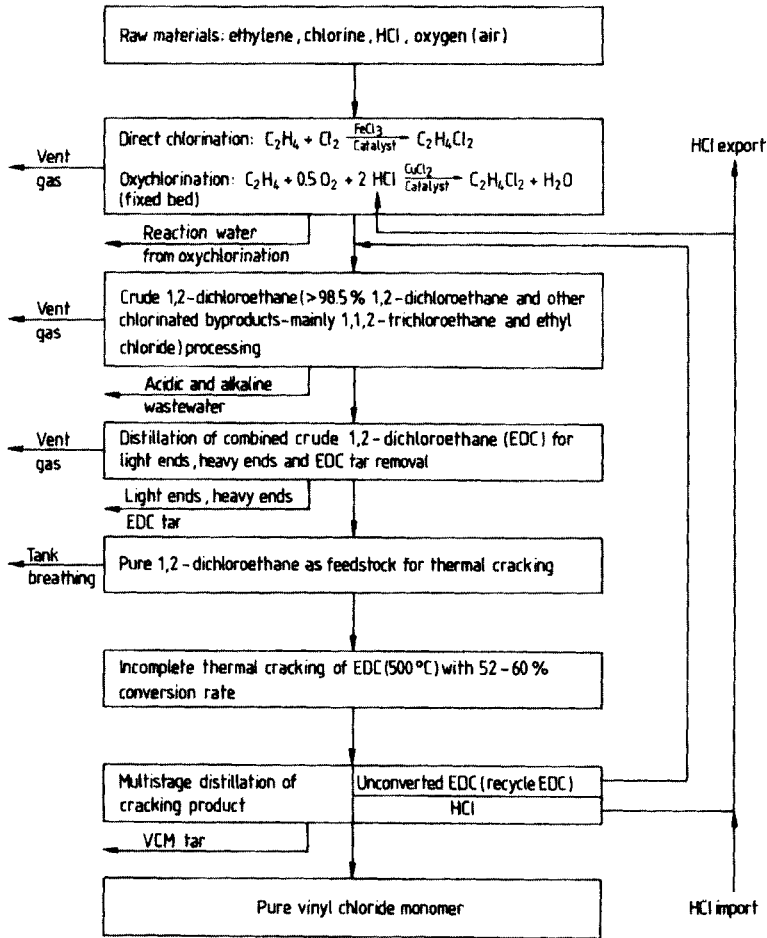 Raw materials: ethylene, chlorine, HCl, oxygen (air)
Direct chlorination: C₂H₄ + Cl₂ FeCl₃ Catalyst C₂H₄Cl₂
HCl export
Vent
gas
Oxychlorination: C₂H₄ + 0.5 O₂ + 2 HCl CuCl₂ Catalyst C₂H₄Cl₂ + H₂O
(fixed bed)
Reaction water
from oxychlorination
Crude 1,2-dichloroethane (>98.5% 1,2-dichloroethane and other
chlorinated byproducts-mainly 1,1,2-trichloroethane and ethyl
chloride) processing
Vent
gas
Acidic and alkaline
wastewater
Distillation of combined crude 1,2-dichloroethane (EDC) for
light ends, heavy ends and EDC tar removal
Vent
gas
Light ends, heavy ends
EDC tar
Tank
breathing
Pure 1,2-dichloroethane as feedstock for thermal cracking
Incomplete thermal cracking of EDC (500 °C) with 52-60 %
conversion rate
Multistage distillation of
cracking product
Unconverted EDC (recycle EDC)
HCl
VCM tar
Pure vinyl chloride monomer
HCl import